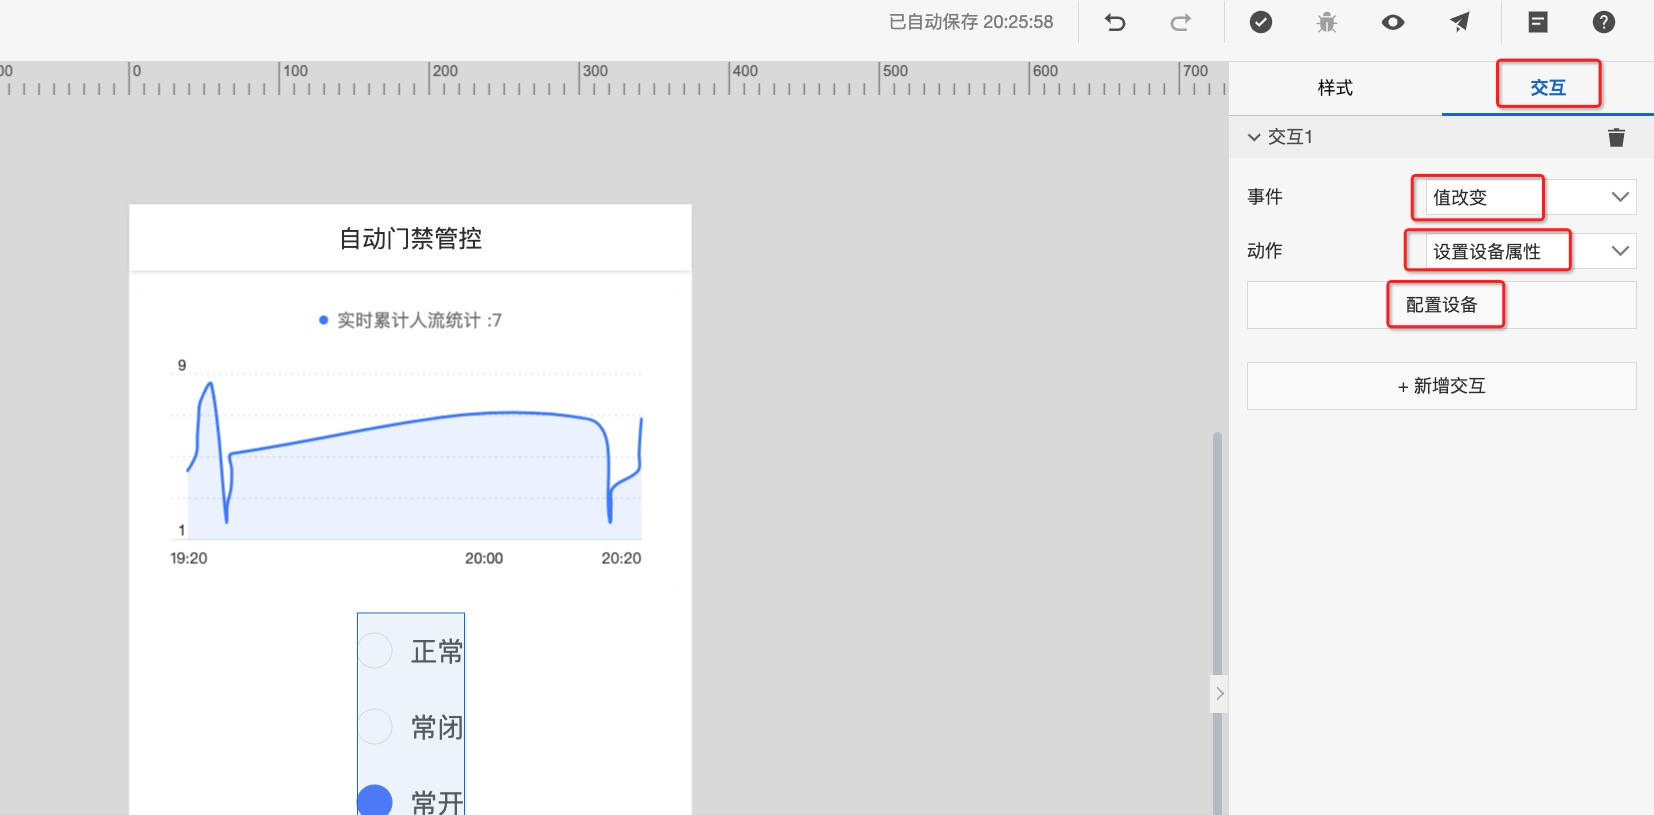 已自动保存 20:25:58
00 0 100 200 300 400 500 600 700
样式 交互
交互1
事件 值改变
动作 设置设备属性
配置设备
+ 新增交互
自动门禁管控
实时累计人流统计 :7
9
1
19:20 20:00 20:20
正常
常闭
常开